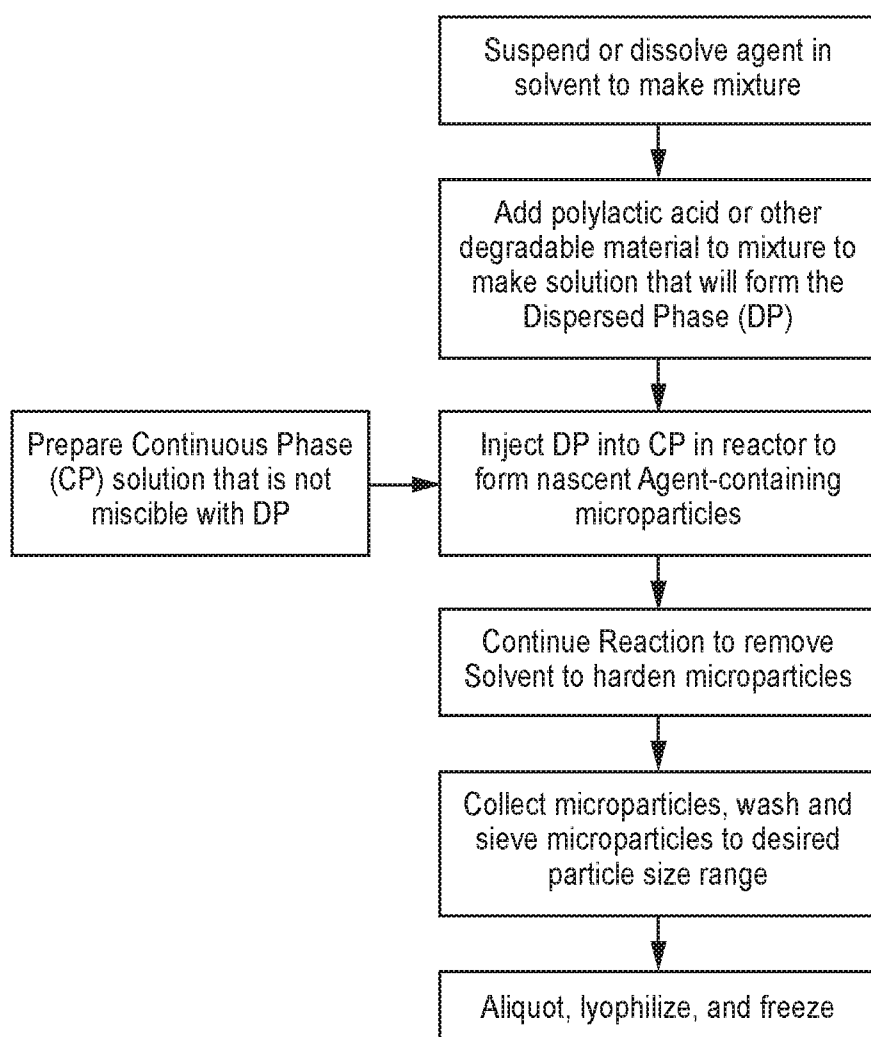 Suspend or dissolve agent in
solvent to make mixture
Add polylactic acid or other
degradable material to mixture to
make solution that will form the
Dispersed Phase (DP)
Prepare Continuous Phase
(CP) solution that is not
miscible with DP
Inject DP into CP in reactor to
form nascent Agent-containing
microparticles
Continue Reaction to remove
Solvent to harden microparticles
Collect microparticles, wash and
sieve microparticles to desired
particle size range
Aliquot, lyophilize, and freeze